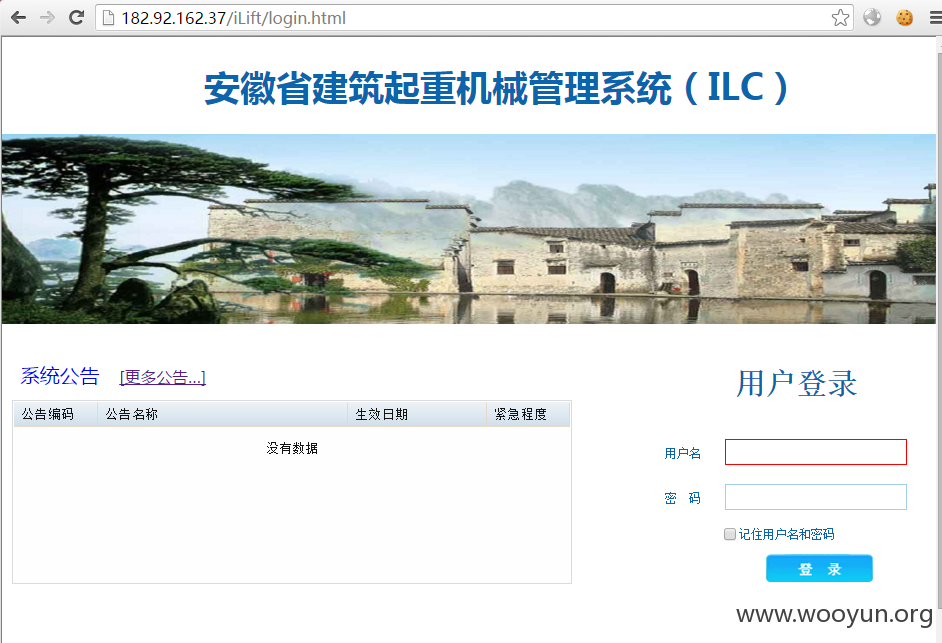 182.92.162.37/iLift/login.html
安徽省建筑起重机械管理系统（ILC）
系统公告 [更多公告...]
公告编码 公告名称 生效日期 紧急程度
没有数据
用户登录
用户名
密 码
记住用户名和密码
登 录
www.wooyun.org